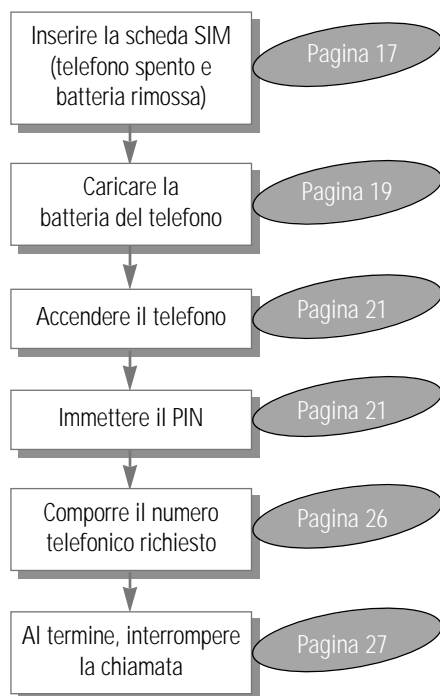 Inserire la scheda SIM
(telefono spento e
batteria rimossa)
Pagina 17
Caricare la
batteria del telefono
Pagina 19
Accendere il telefono
Pagina 21
Immettere il PIN
Pagina 21
Comporre il numero
telefonico richiesto
Pagina 26
Al termine, interrompere
la chiamata
Pagina 27